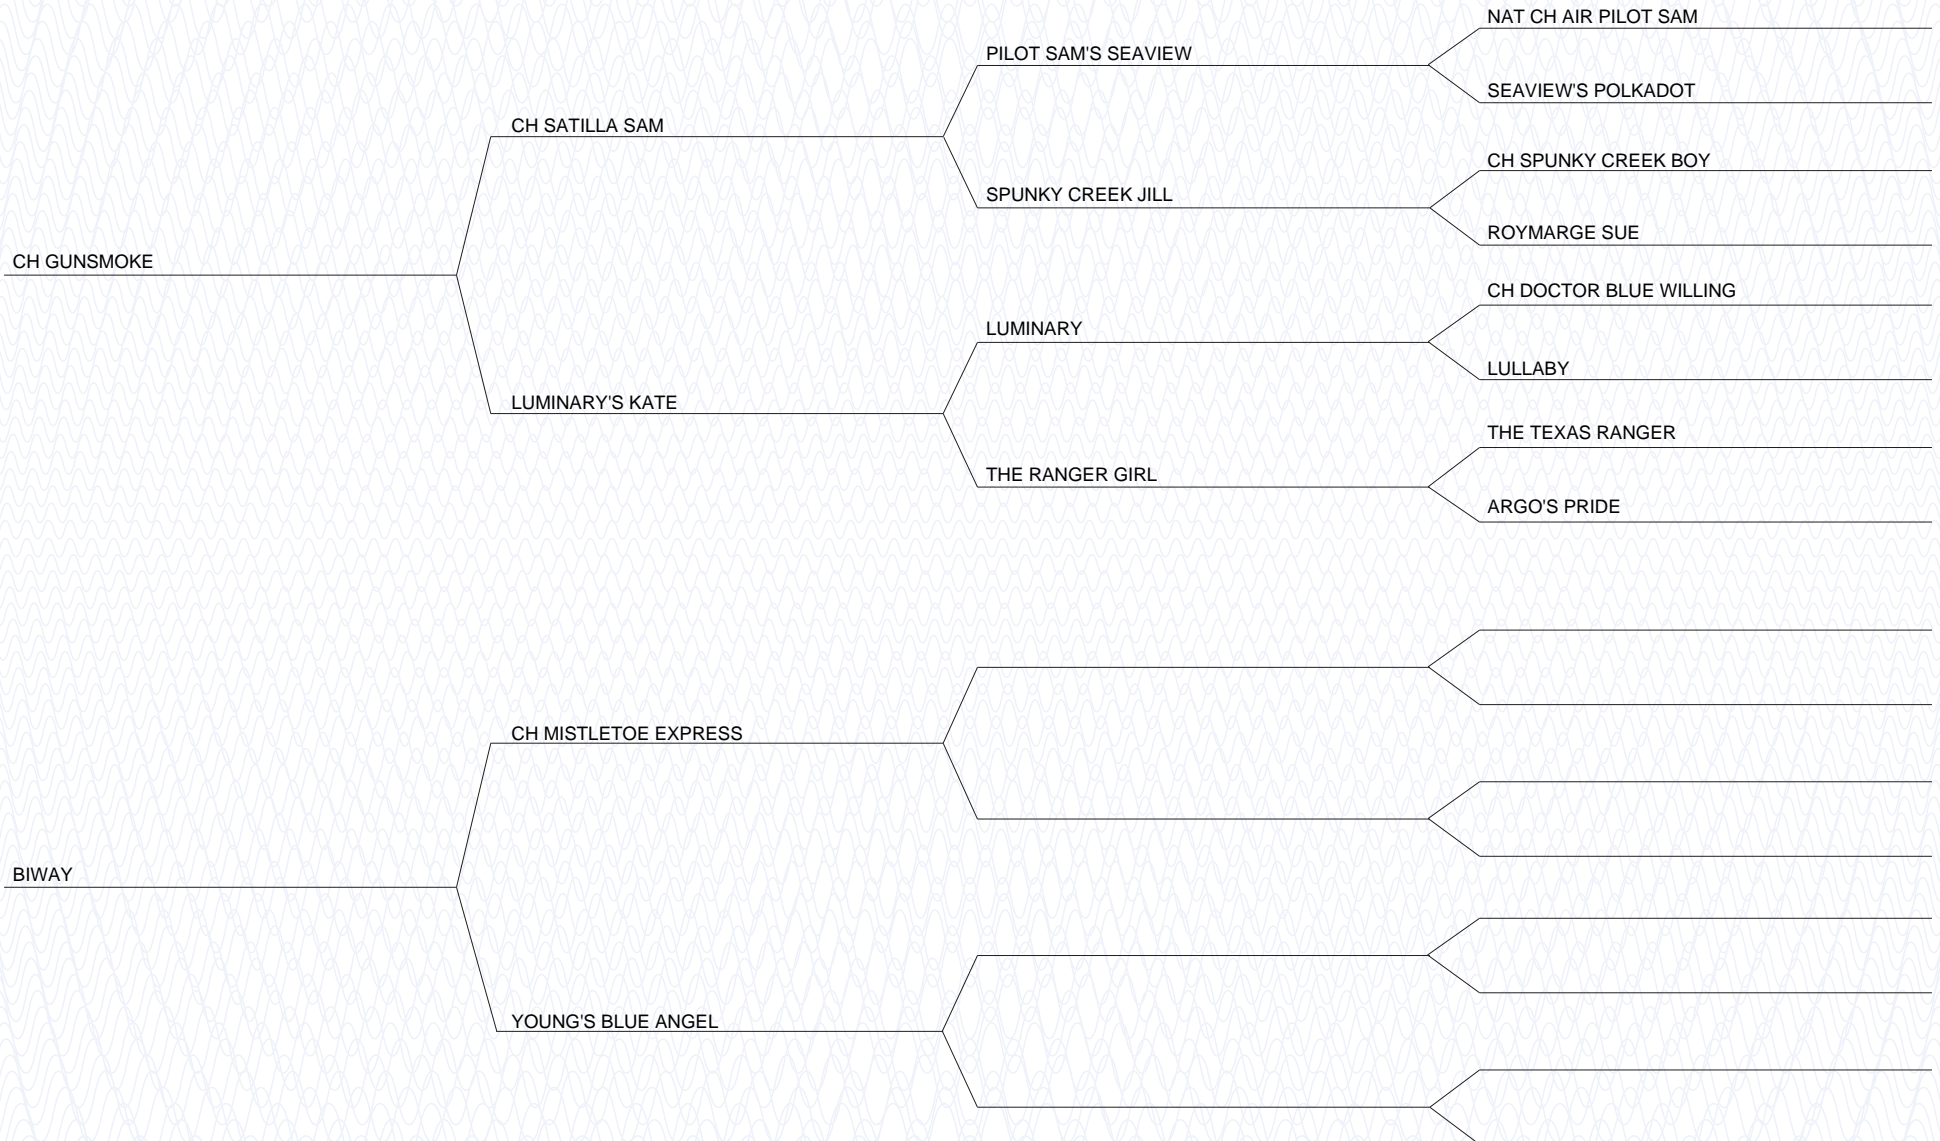 NAT CH AIR PILOT SAM
PILOT SAM'S SEAVIEW
SEAVIEW'S POLKADOT
CH SATILLA SAM
CH SPUNKY CREEK BOY
SPUNKY CREEK JILL
ROYMARGE SUE
CH GUNSMOKE
CH DOCTOR BLUE WILLING
LUMINARY
LULLABY
LUMINARY'S KATE
THE TEXAS RANGER
THE RANGER GIRL
ARGO'S PRIDE
CH MISTLETOE EXPRESS
BIWAY
YOUNG'S BLUE ANGEL